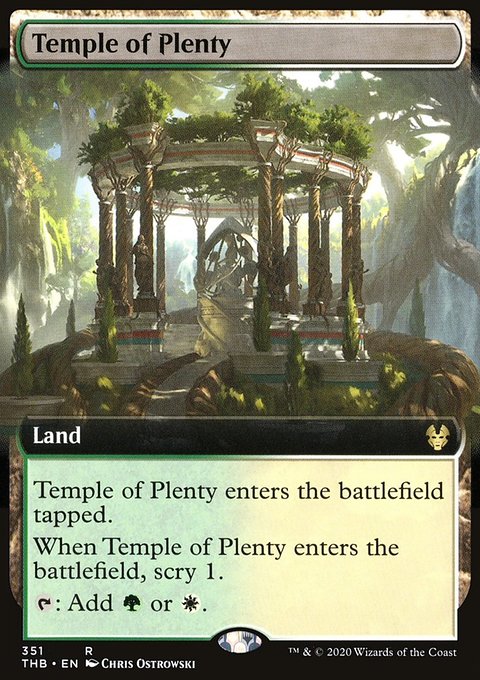 Temple of Plenty
Land
Temple of Plenty enters the battlefield
tapped.
When Temple of Plenty enters the
battlefield, scry 1.
: Add or .
351 R
THB • EN Chris Ostrowski
™ & © 2020 Wizards of the Coast